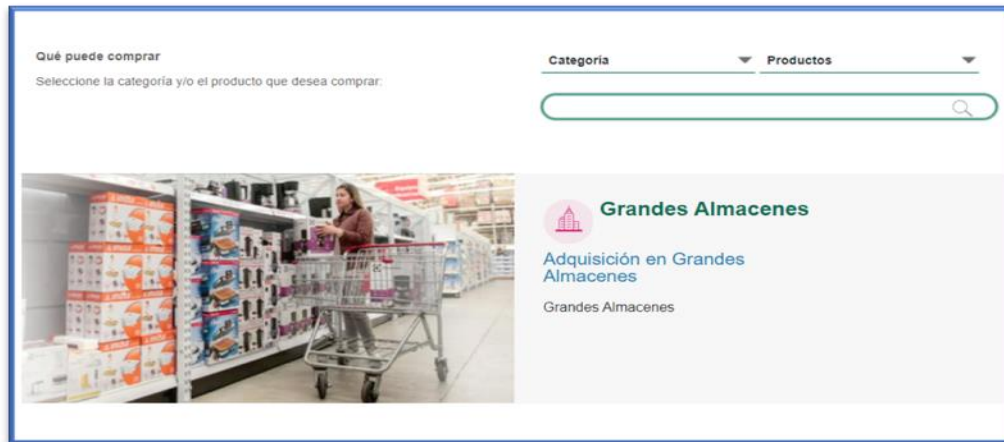 Qué puede comprar
Seleccione la categoría y/o el producto que desea comprar:
Categoría
Productos
Grandes Almacenes
Adquisición en Grandes
Almacenes
Grandes Almacenes